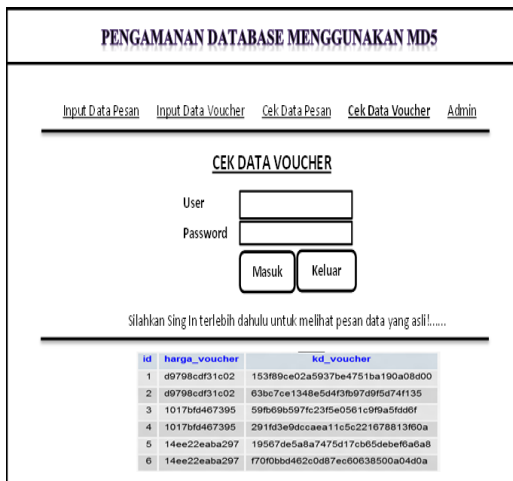 PENGAMANAN DATABASE MENGGUNAKAN MD5
Input Data Pesan Input Data Voucher Cek Data Pesan Cek Data Voucher Admin
CEK DATA VOUCHER
User
Password
Masuk Keluar
Silahkan Sing In terlebih dahulu untuk melihat pesan data yang asli!......
id harga_voucher kd_voucher
1 d9798cdf31c02 153f89ce02a5937be4751ba190a08d00
2 d9798cdf31c02 63bc7ce1348e5d4f3fb97d9f5d74f135
3 1017bfd467395 59fb69b597fc23f5e0561c9f9a5fdd6f
4 1017bfd467395 291fd3e9dccaea11c5c221678813f60a
5 14ee22eaba297 19567de5a8a7475d17cb65debef6a6a8
6 14ee22eaba297 f70f0bbd462c0d87ec60638500a04d0a